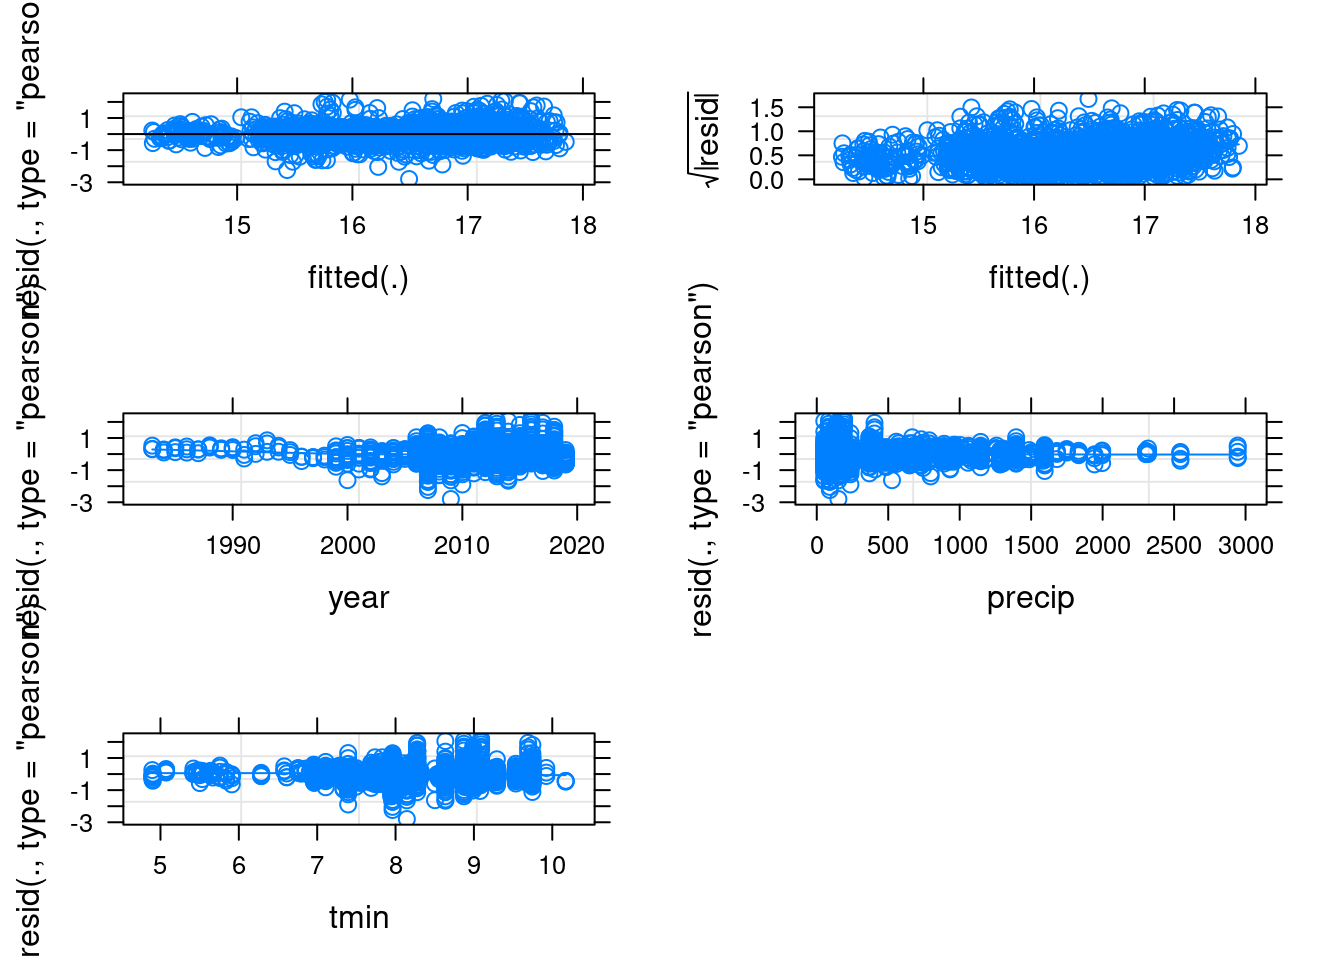 resid(., type = "pearso
1
-1
-3
15 16 17 18
fitted(.)
√|resid|
1.5
1.0
0.5
0.0
15 16 17 18
fitted(.)
resid(., type = "pearson")
1
-1
-3
1990 2000 2010 2020
year
resid(., type = "pearson")
1
-1
-3
0 500 1000 1500 2000 2500 3000
precip
resid(., type = "pearson")
1
-1
-3
5 6 7 8 9 10
tmin